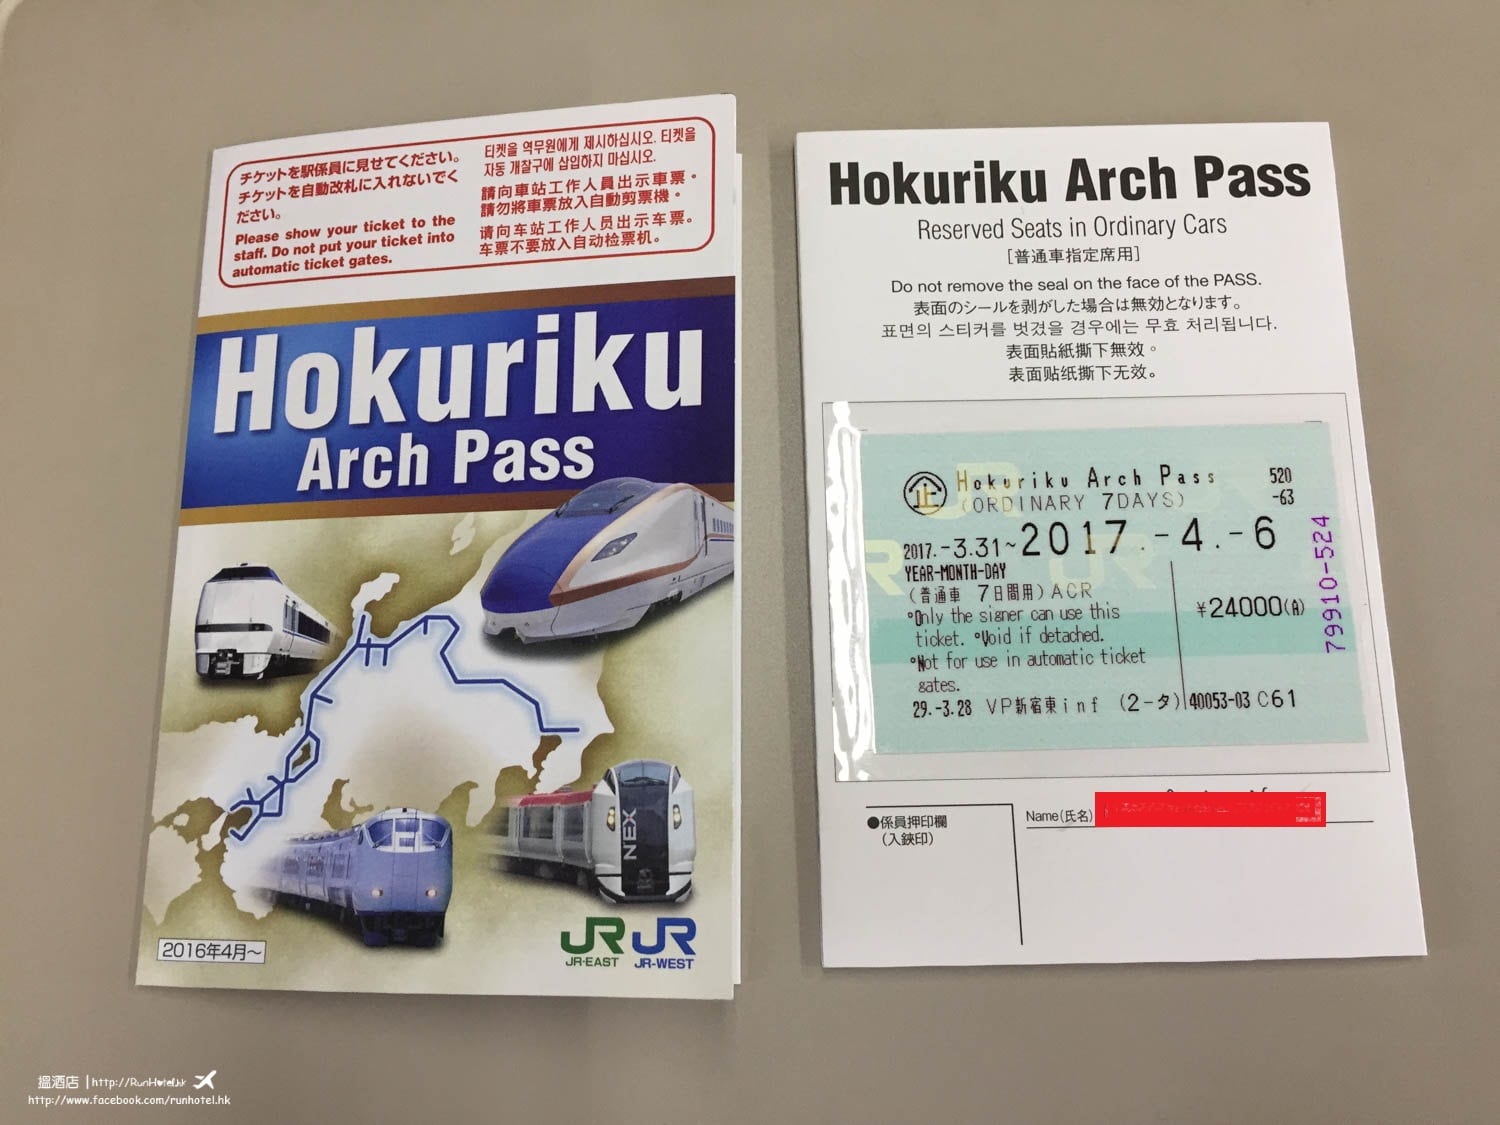 チケットを駅係員に見せてください。
チケットを自動改札に入れないでく
ださい。
Please show your ticket to the
staff. Do not put your ticket into
automatic ticket gates.
티켓을 역무원에게 제시하십시오. 티켓을
자동 개찰구에 삽입하지 마십시오.
請向車站工作人員出示車票。
請勿將車票放入自動剪票機。
请向车站工作人员出示车票。
车票不要放入自动检票机。
Hokuriku
Arch Pass
NEX
2016年4月～
JR JR
JR-EAST JR-WEST
Hokuriku Arch Pass
Reserved Seats in Ordinary Cars
[普通車指定席用]
Do not remove the seal on the face of the PASS.
表面のシールを剥がした場合は無効となります。
표면의 스티커를 벗겼을 경우에는 무효 처리됩니다.
表面貼紙撕下無效。
表面贴纸撕下无效。
止 Hokuriku Arch Pass 520
(ORDINARY 7DAYS) -63
2017.-3.31~2017.-4.-6
YEAR-MONTH-DAY
(普通車 7日間用)ACR
°Only the signer can use this
ticket. °Void if detached.
°Not for use in automatic ticket
gates.
¥24000(A)
29.-3.28 VP新宿東inf (2-タ) 40053-03 C61
79910-524
●係員押印欄
(入鋏印)
Name(氏名)
搵酒店 | http://RunHotel.hk
http://www.facebook.com/runhotel.hk